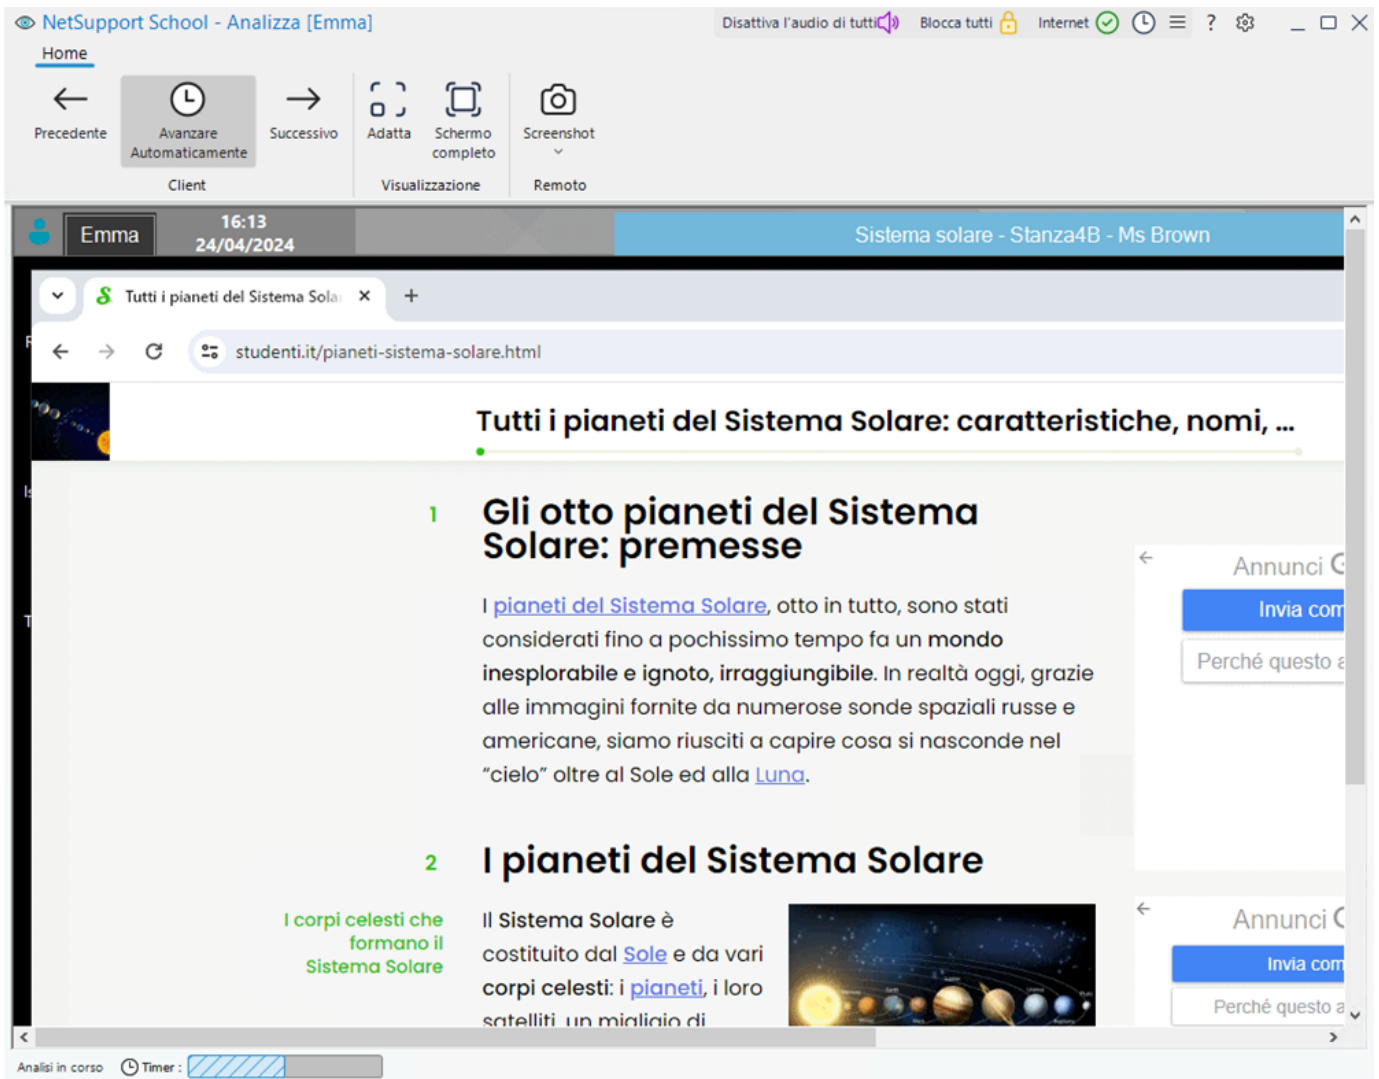 NetSupport School - Analizza [Emma]
Disattiva l'audio di tutti
Blocca tutti
Internet
?
Home
Precedente
Avanzare
Automaticamente
Successivo
Adatta
Schermo
completo
Screenshot
Client
Visualizzazione
Remoto
Emma
16:13
24/04/2024
Sistema solare - Stanza4B - Ms Brown
Tutti i pianeti del Sistema Sola
studenti.it/pianeti-sistema-solare.html
Tutti i pianeti del Sistema Solare: caratteristiche, nomi, ...
1
Gli otto pianeti del Sistema
Solare: premesse
I pianeti del Sistema Solare, otto in tutto, sono stati
considerati fino a pochissimo tempo fa un mondo
inesplorabile e ignoto, irraggiungibile. In realtà oggi, grazie
alle immagini fornite da numerose sonde spaziali russe e
americane, siamo riusciti a capire cosa si nasconde nel
"cielo" oltre al Sole ed alla Luna.
Annunci G
Invia com
Perché questo a
2
I pianeti del Sistema Solare
I corpi celesti che
formano il
Sistema Solare
Il Sistema Solare è
costituito dal Sole e da vari
corpi celesti: i pianeti, i loro
satelliti, un migliaio di
Annunci G
Invia com
Perché questo a
Analisi in corso
Timer :